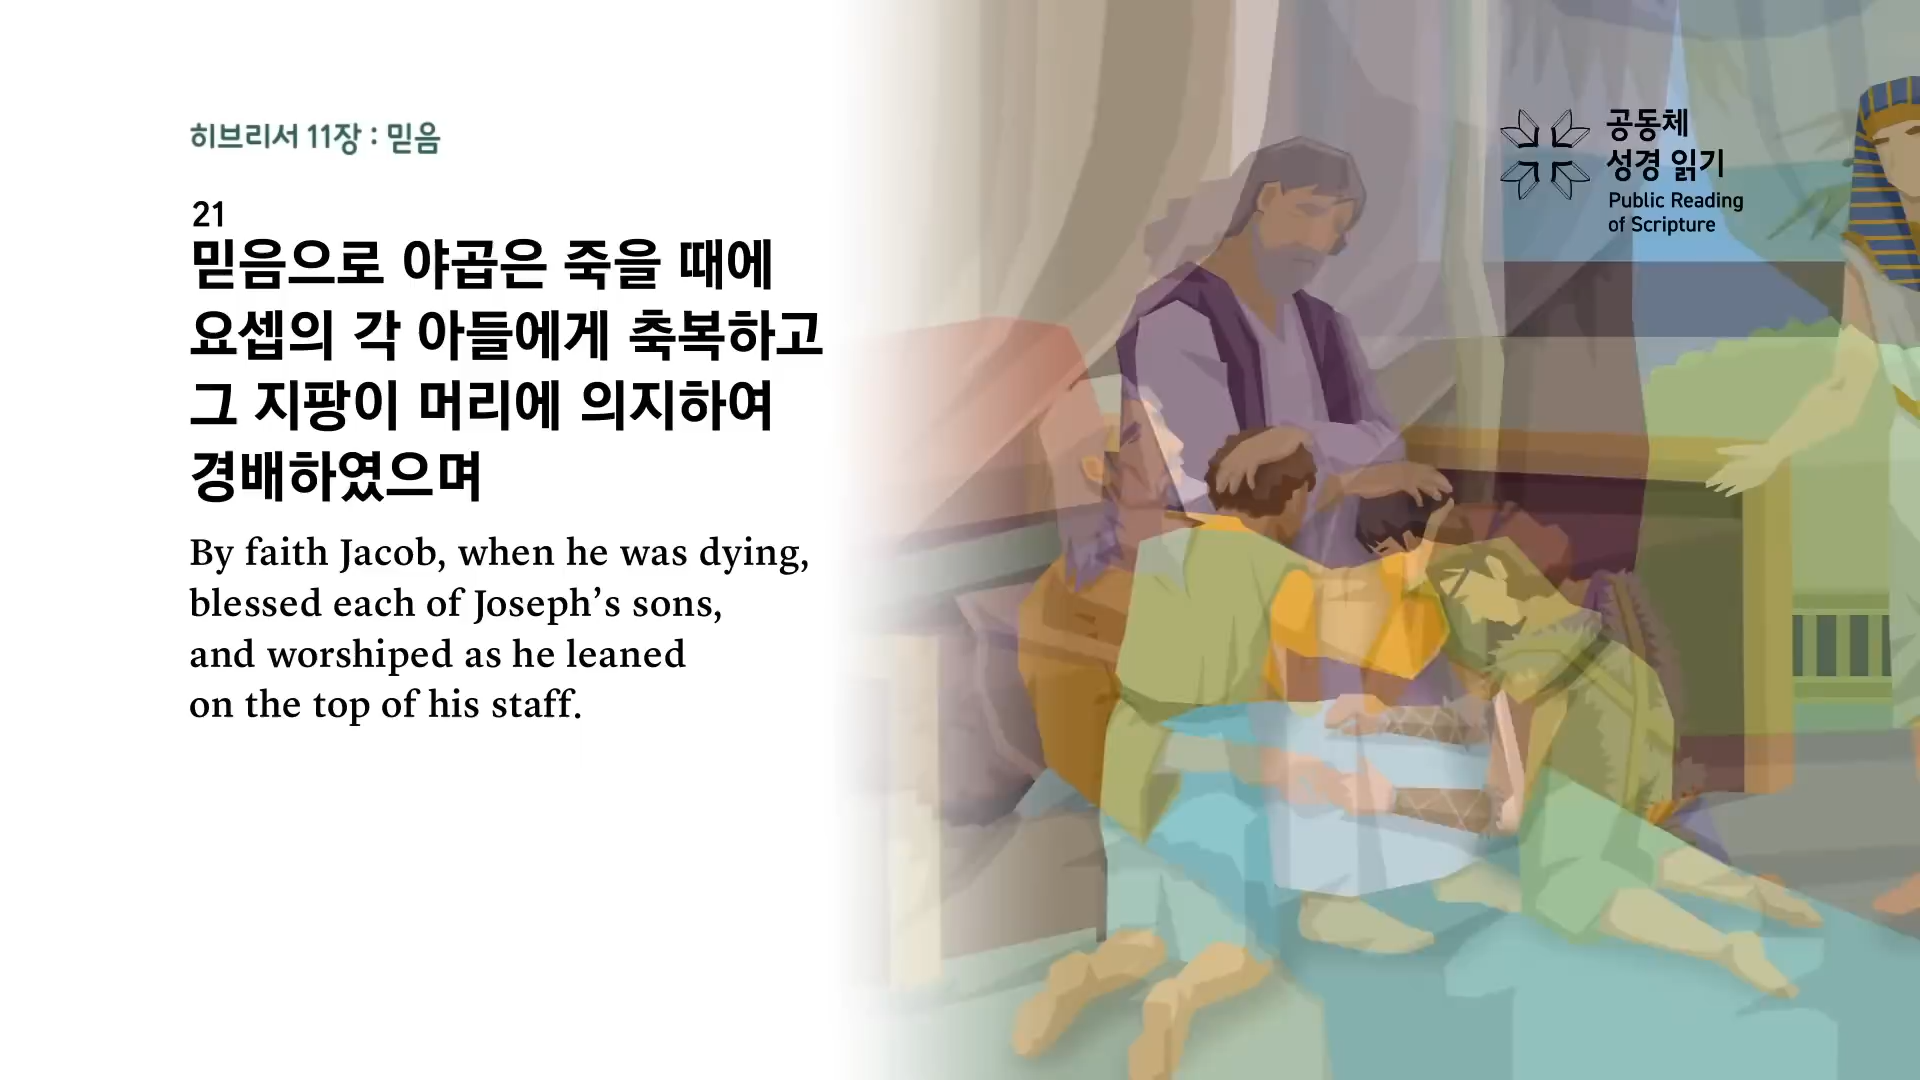 히브리서 11장 : 믿음
21
믿음으로 야곱은 죽을 때에
요셉의 각 아들에게 축복하고
그 지팡이 머리에 의지하여
경배하였으며
By faith Jacob, when he was dying,
blessed each of Joseph’s sons,
and worshiped as he leaned
on the top of his staff.
공동체
성경 읽기
Public Reading
of Scripture